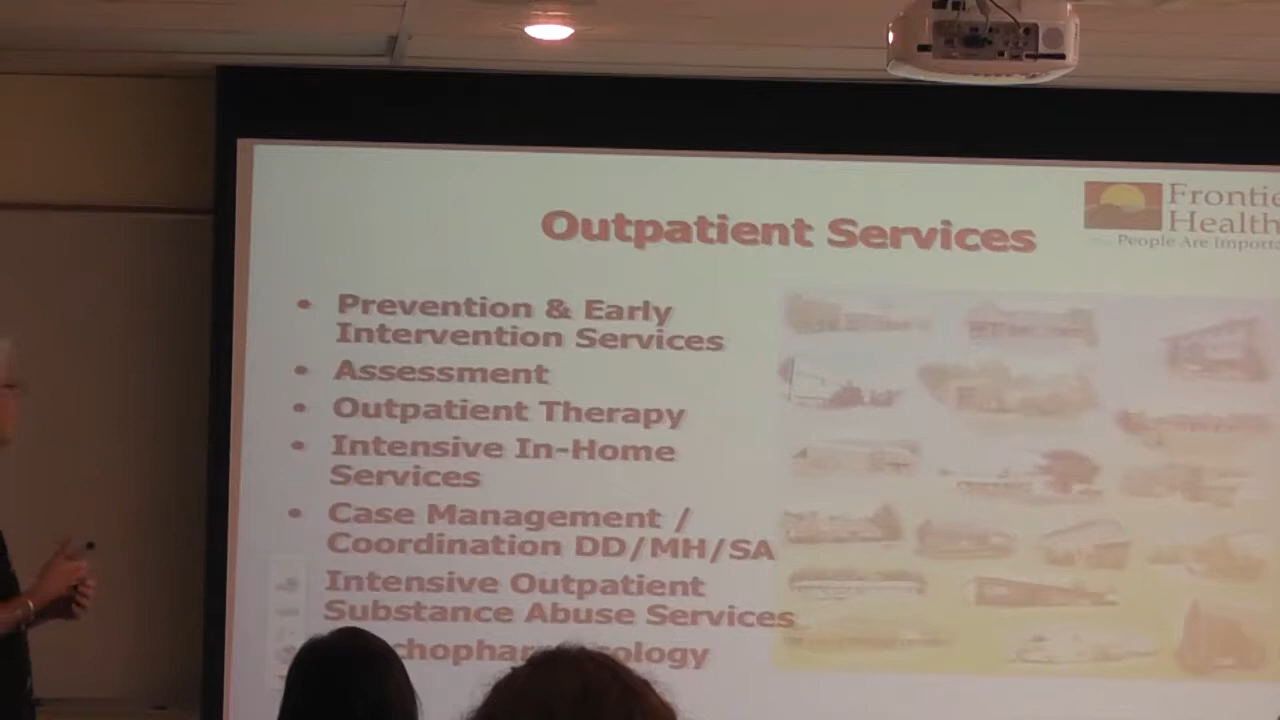 Outpatient Services
Frontie
Health
People Are Importa
• Prevention & Early
Intervention Services
• Assessment
• Outpatient Therapy
• Intensive In-Home
Services
• Case Management /
Coordination DD/MH/SA
Intensive Outpatient
Substance Abuse Services